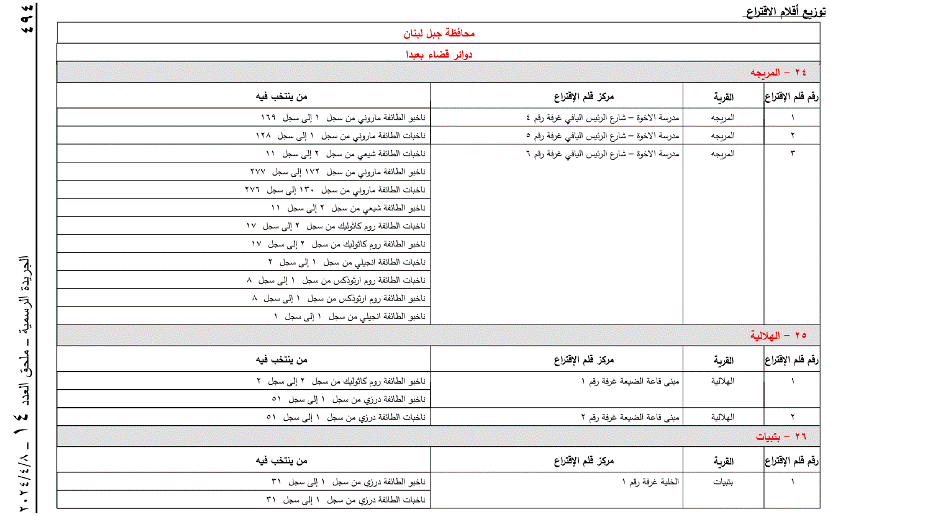 توزيع أقلام الاقتراع
محافظة جبل لبنان
دوائر قضاء بعبدا
٢٤ - المريجه
رقم قلم الإقتراع القرية مركز قلم الإقتراع من ينتخب فيه
١ المريجه مدرسة الاخوة - شارع الرئيس اليافي غرفة رقم ٤ ناخبو الطائفة ماروني من سجل ١ إلى سجل ١٦٩
٢ المريجه مدرسة الاخوة - شارع الرئيس اليافي غرفة رقم ٥ ناخبات الطائفة ماروني من سجل ١ إلى سجل ١٢٨
٣ المريجه مدرسة الاخوة - شارع الرئيس اليافي غرفة رقم ٦ ناخبات الطائفة شيعي من سجل ٢ إلى سجل ١١
ناخبو الطائفة ماروني من سجل ١٧٢ إلى سجل ٢٧٧
ناخبات الطائفة ماروني من سجل ١٣٠ إلى سجل ٢٧٦
ناخبو الطائفة شيعي من سجل ٢ إلى سجل ١١
ناخبات الطائفة روم كاثوليك من سجل ٢ إلى سجل ١٧
ناخبو الطائفة روم كاثوليك من سجل ٢ إلى سجل ١٧
ناخبات الطائفة انجيلي من سجل ١ إلى سجل ٢
ناخبات الطائفة روم ارثوذكس من سجل ١ إلى سجل ٨
ناخبو الطائفة روم ارثوذكس من سجل ١ إلى سجل ٨
ناخبو الطائفة انجيلي من سجل ١ إلى سجل ١
٢٥ - الهلالية
رقم قلم الإقتراع القرية مركز قلم الإقتراع من ينتخب فيه
١ الهلالية مبنى قاعة الضيعة غرفة رقم ١ ناخبو الطائفة روم كاثوليك من سجل ٢ إلى سجل ٢
ناخبو الطائفة درزي من سجل ١ إلى سجل ٥١
٢ الهلالية مبنى قاعة الضيعة غرفة رقم ٢ ناخبات الطائفة درزي من سجل ١ إلى سجل ٥١
٢٦ - بتبيات
رقم قلم الإقتراع القرية مركز قلم الإقتراع من ينتخب فيه
١ بتبيات الخلية غرفة رقم ١ ناخبو الطائفة درزي من سجل ١ إلى سجل ٣١
ناخبات الطائفة درزي من سجل ١ إلى سجل ٣١
٤٩٤
الجريدة الرسمية - ملحق العدد ١٤ - ٢٠٢٤/٤/٨